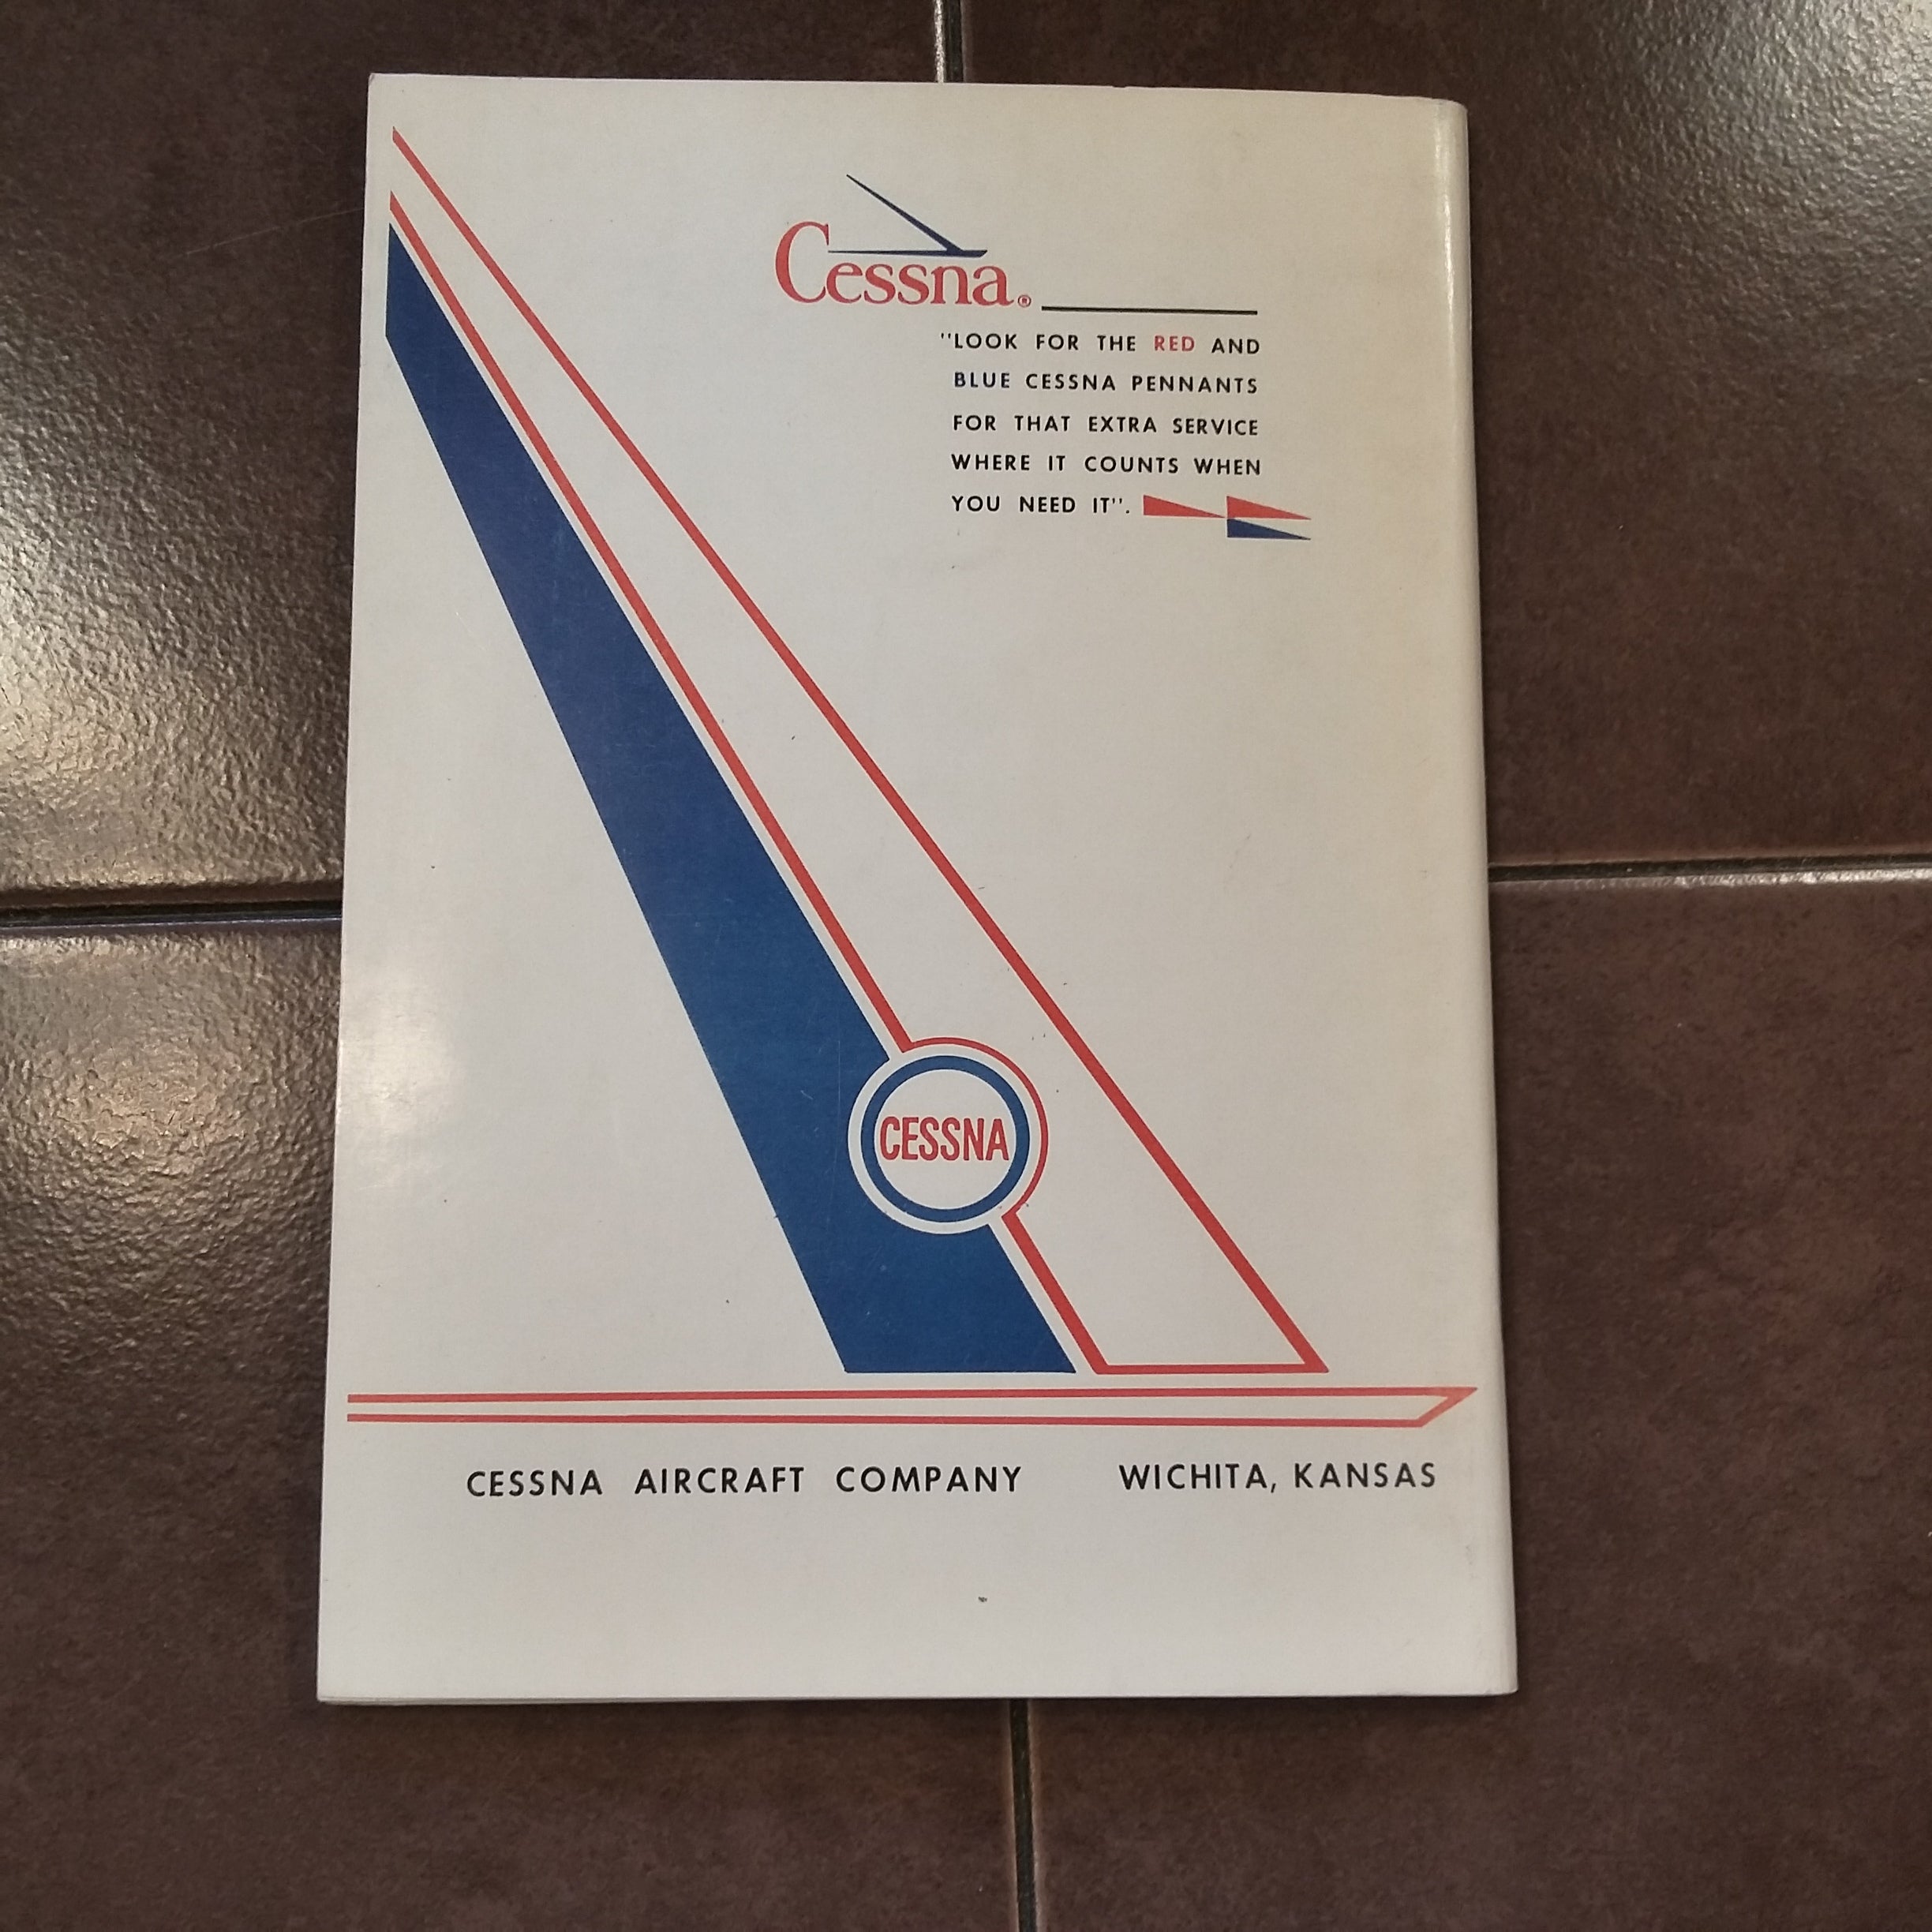 Cessna®
"LOOK FOR THE RED AND
BLUE CESSNA PENNANTS
FOR THAT EXTRA SERVICE
WHERE IT COUNTS WHEN
YOU NEED IT".
CESSNA
CESSNA AIRCRAFT COMPANY WICHITA, KANSAS